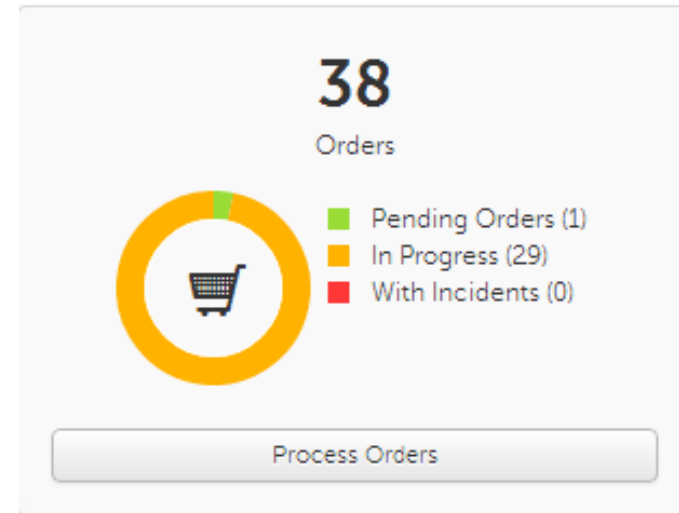 38
Orders
Pending Orders (1)
In Progress (29)
With Incidents (0)
Process Orders